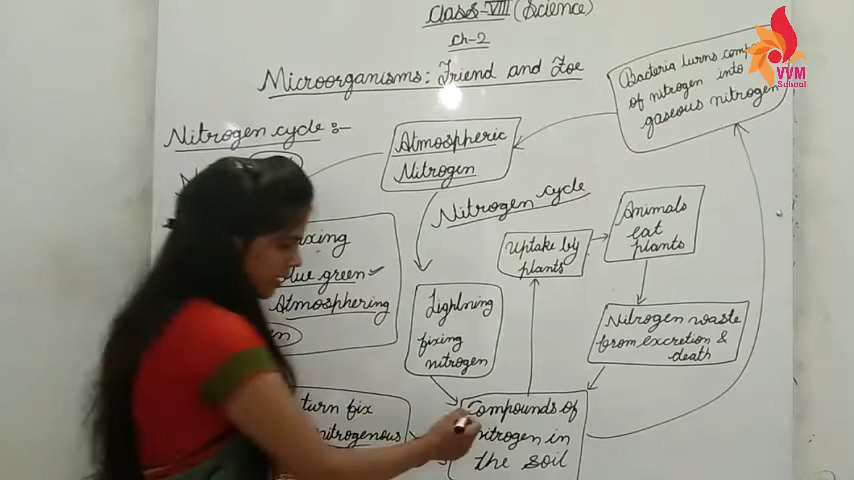 Class-VIII (Science)
Ch-2
Microorganisms: Friend and Foe
Nitrogen cycle :-
Atmospheric
Nitrogen
Bacteria turns
of nitrogen into
gaseous nitrogen
VVM
School
Nitrogen cycle
fixing
blue green
Atmosphering
Lightning
fixing
nitrogen
Uptake by
plants
Animals
eat
plants
Nitrogen waste
from excretion &
death
turn fix
nitrogenous
Compounds of
nitrogen in
the soil